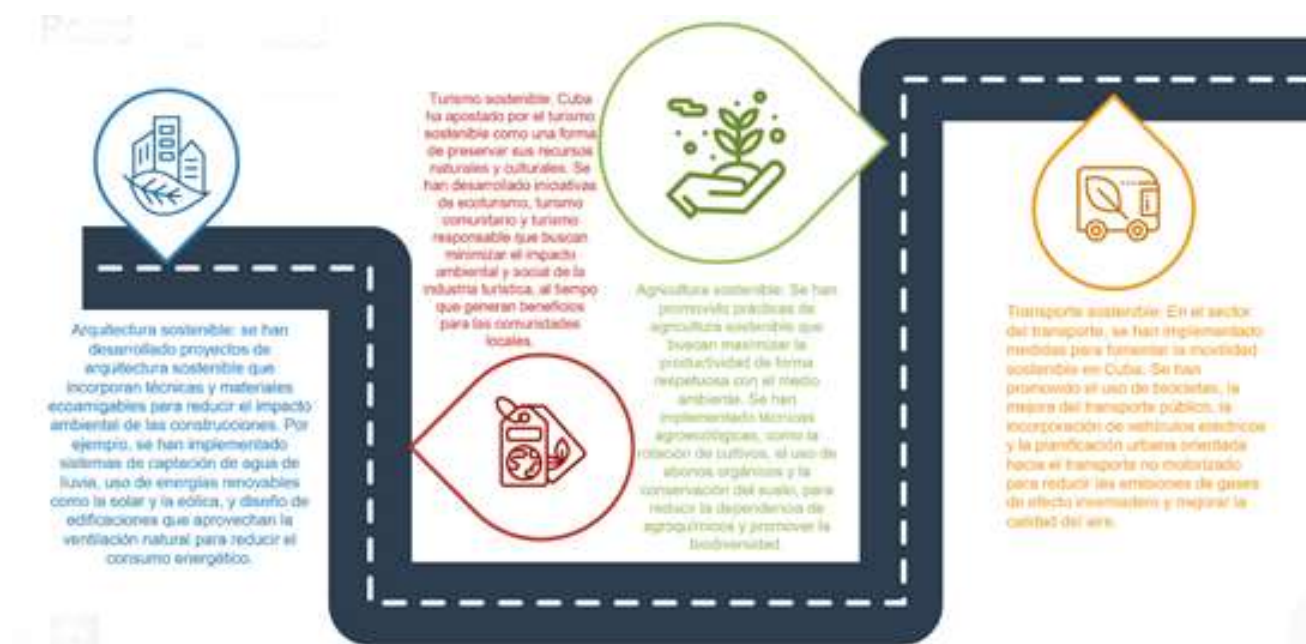 Arquitectura sostenible: se han
desarrollado proyectos de
arquitectura sostenible que
incorporan técnicas y materiales
ecoamigables para reducir el impacto
ambiental de las construcciones. Por
ejemplo, se han implementado
sistemas de captación de agua de
lluvia, uso de energías renovables
como la solar y la eólica, y diseño de
edificaciones que aprovechan la
ventilación natural para reducir el
consumo energético.
Turismo sostenible: Cuba
ha apostado por el turismo
sostenible como una forma
de preservar sus recursos
naturales y culturales. Se
han desarrollado iniciativas
de ecoturismo, turismo
comunitario y turismo
responsable que buscan
minimizar el impacto
ambiental y social de la
industria turística, al tiempo
que generan beneficios
para las comunidades
locales.
Agricultura sostenible: Se han
promovido prácticas de
agricultura sostenible que
buscan maximizar la
productividad de forma
respetuosa con el medio
ambiente. Se han
implementado técnicas
agroecológicas, como la
rotación de cultivos, el uso de
abonos orgánicos y la
conservación del suelo, para
reducir la dependencia de
agroquímicos y promover la
biodiversidad
Transporte sostenible: En el sector
del transporte, se han implementado
medidas para fomentar la movilidad
sostenible en Cuba. Se han
promovido el uso de bicicletas, la
mejora del transporte público, la
incorporación de vehículos eléctricos
y la planificación urbana orientada
hacia el transporte no motorizado
para reducir las emisiones de gases
de efecto invernadero y mejorar la
calidad del aire.